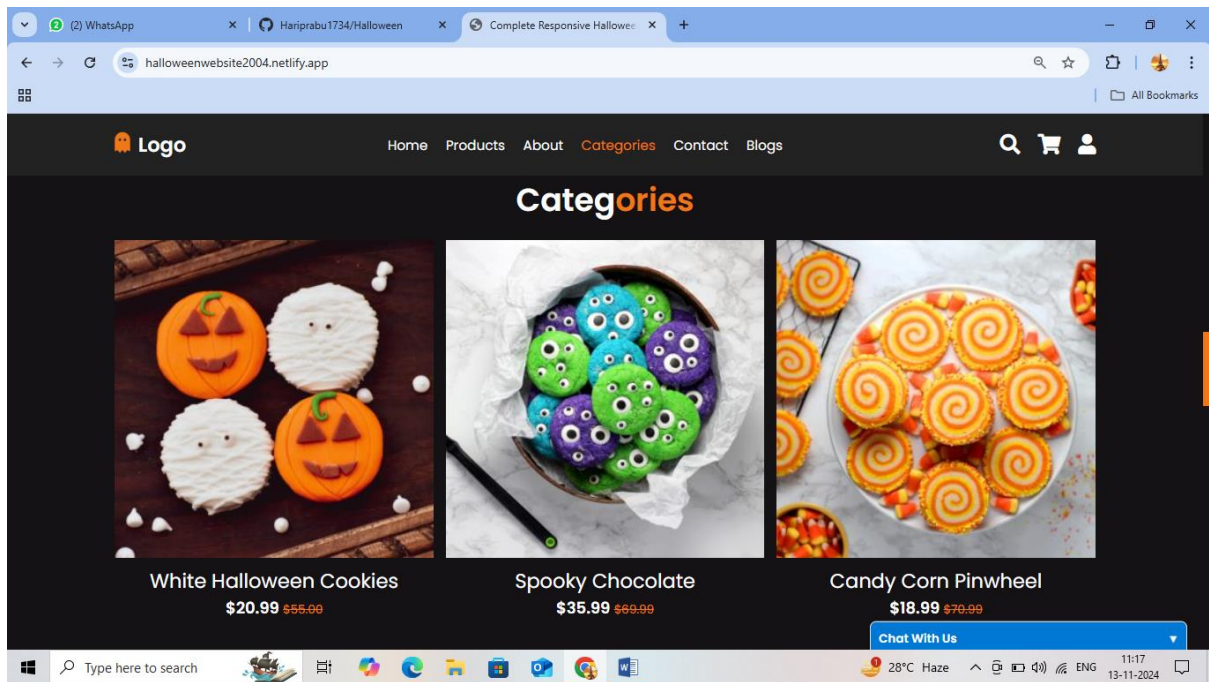 (2) WhatsApp
Hariprabu1734/Halloween
Complete Responsive Hallowee
halloweenwebsite2004.netlify.app
All Bookmarks
Logo
Home Products About Categories Contact Blogs
Categories
White Halloween Cookies
$20.99 $55.00
Spooky Chocolate
$35.99 $69.99
Candy Corn Pinwheel
$18.99 $70.99
Chat With Us
Type here to search
28°C Haze
ENG
11:17
13-11-2024